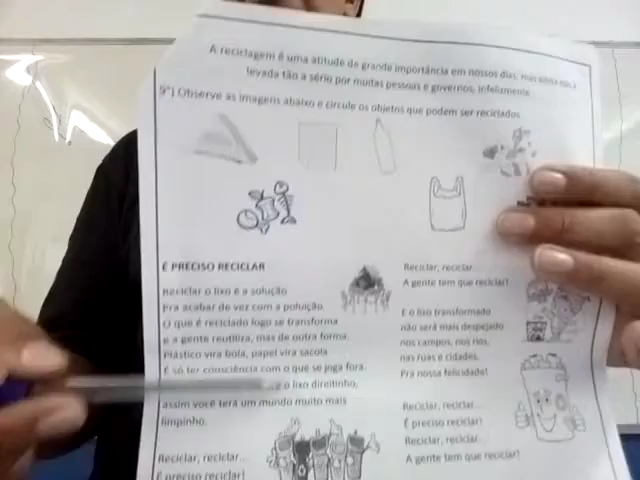 A reciclagem é uma atitude de grande importância em nossos dias, mas
levada tão a sério por muitas pessoas e governos, infelizmente
9°) Observe as imagens abaixo e circule os objetos que podem ser reciclados
É PRECISO RECICLAR
Reciclar o lixo é a solução
Pra acabar de vez com a poluição.
O que é reciclado logo se transforma
e a gente reutiliza, mas de outra forma.
Plástico vira bola, papel vira sacola
É só ter consciência com o que se joga fora.
e o lixo direitinho,
assim você terá um mundo muito mais
limpinho.
Reciclar, reciclar...
É preciso reciclar!
Reciclar, reciclar...
A gente tem que reciclar!
E o lixo transformado
não será mais despejado
nos campos, nos rios,
nas ruas e cidades.
Pra nossa felicidade!
Reciclar, reciclar...
É preciso reciclar!
Reciclar, reciclar...
A gente tem que reciclar!